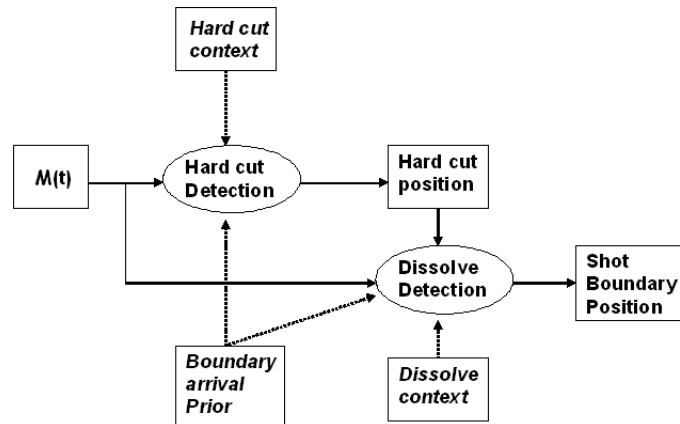 Hard cut
context
M(t)
Hard cut
Detection
Hard cut
position
Dissolve
Detection
Shot
Boundary
Position
Boundary
arrival
Prior
Dissolve
context